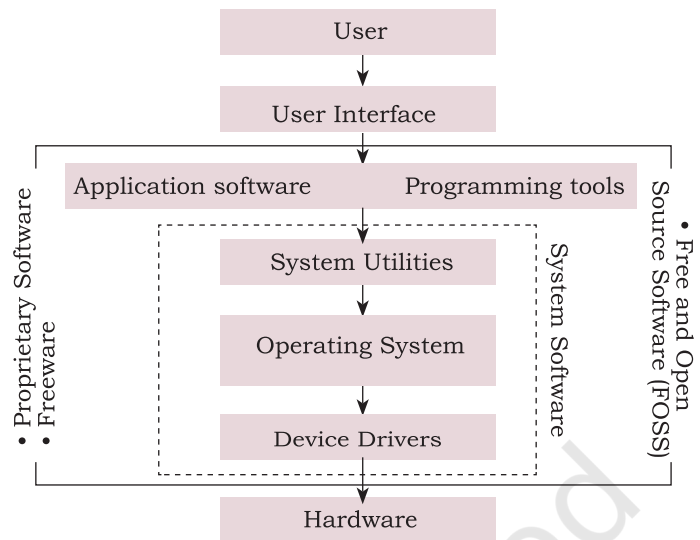 User
User Interface
Application software
Programming tools
System Utilities
Operating System
Device Drivers
Hardware
• Proprietary Software
• Freeware
System Software
• Free and Open
Source Software (FOSS)